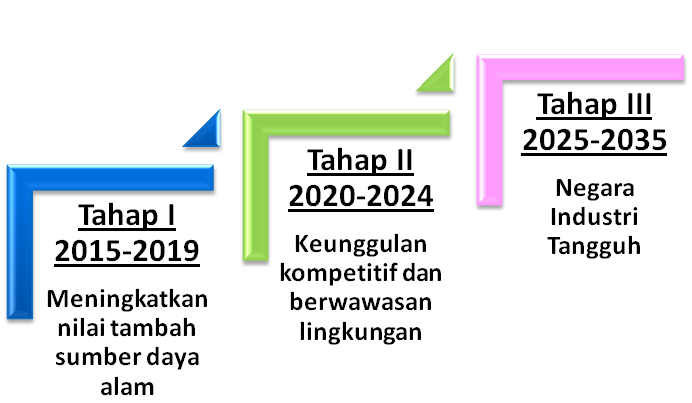 Tahap I
2015-2019
Meningkatkan
nilai tambah
sumber daya
alam
Tahap II
2020-2024
Keunggulan
kompetitif dan
berwawasan
lingkungan
Tahap III
2025-2035
Negara
Industri
Tangguh